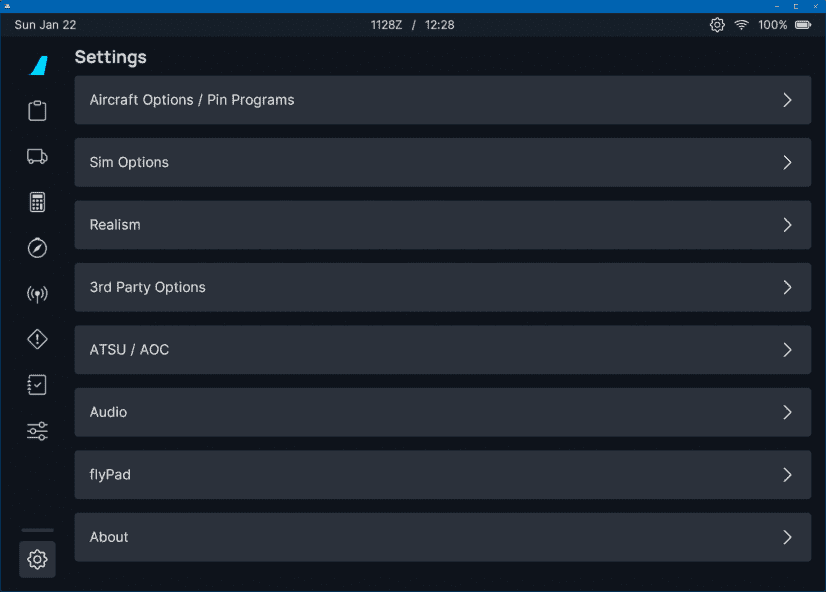 Sun Jan 22
1128Z / 12:28
100%
Settings
Aircraft Options / Pin Programs
Sim Options
Realism
3rd Party Options
ATSU / AOC
Audio
flyPad
About